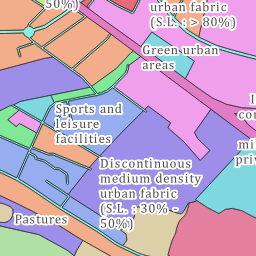 50%)
urban fabric
(S.L. : > 80%)
Green urban
areas
Sports and
leisure
facilities
Discontinuous
medium density
urban fabric
(S.L. : 30% -
50%)
Pastures